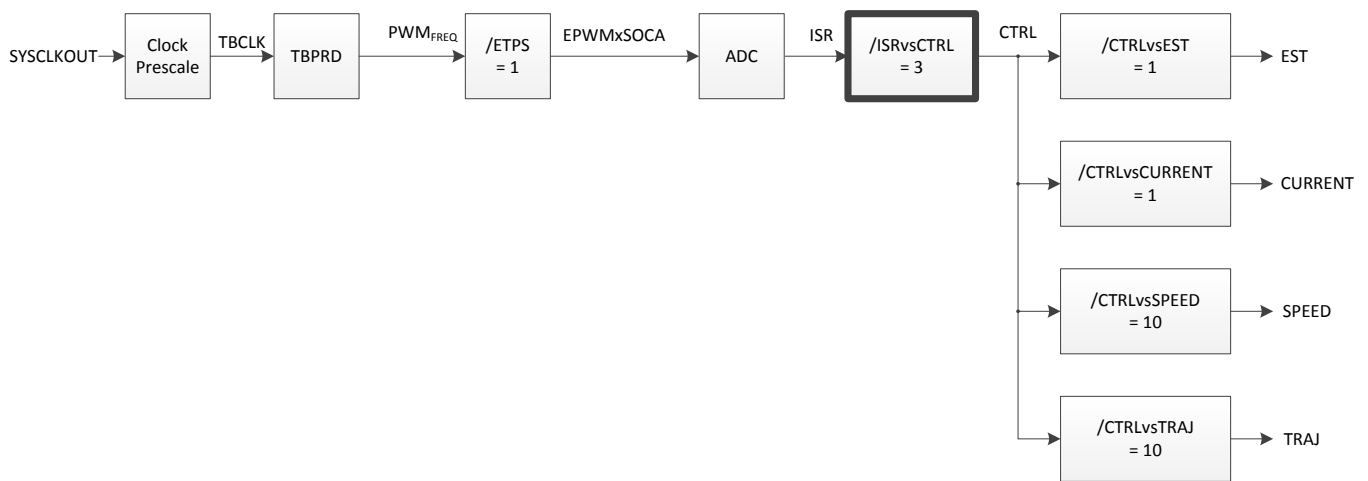 SYSCLKOUT
Clock
Prescale
TBCLK
TBPRD
PWMFREQ
/ETPS
= 1
EPWMxSOCA
ADC
ISR
/ISRvsCTRL
= 3
CTRL
/CTRLvsEST
= 1
EST
/CTRLvsCURRENT
= 1
CURRENT
/CTRLvsSPEED
= 10
SPEED
/CTRLvsTRAJ
= 10
TRAJ